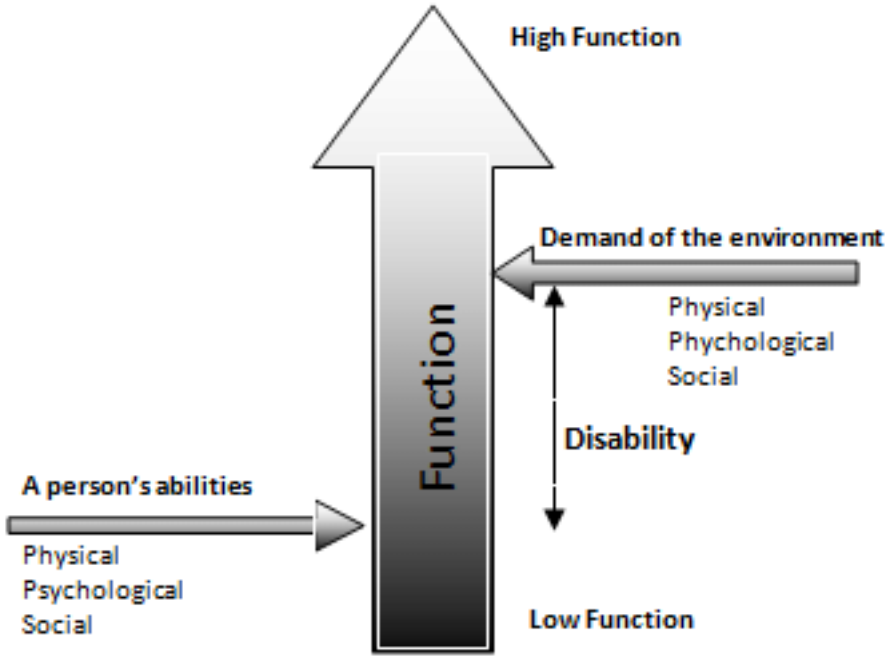 High Function
Demand of the environment
Physical
Phychological
Social
Function
Disability
A person's abilities
Physical
Psychological
Social
Low Function